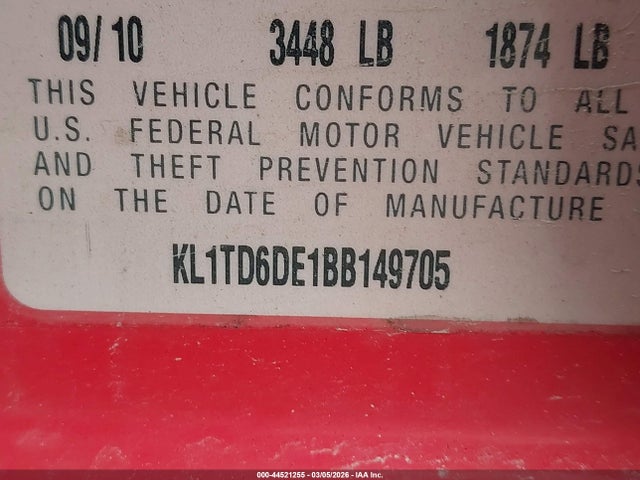 09/10 3448 LB 1874 LB
THIS VEHICLE CONFORMS TO ALL
U.S. FEDERAL MOTOR VEHICLE SA
AND THEFT PREVENTION STANDARDS
ON THE DATE OF MANUFACTURE
KL1TD6DE1BB149705
000-44521255 - 03/05/2026 - IAA Inc.